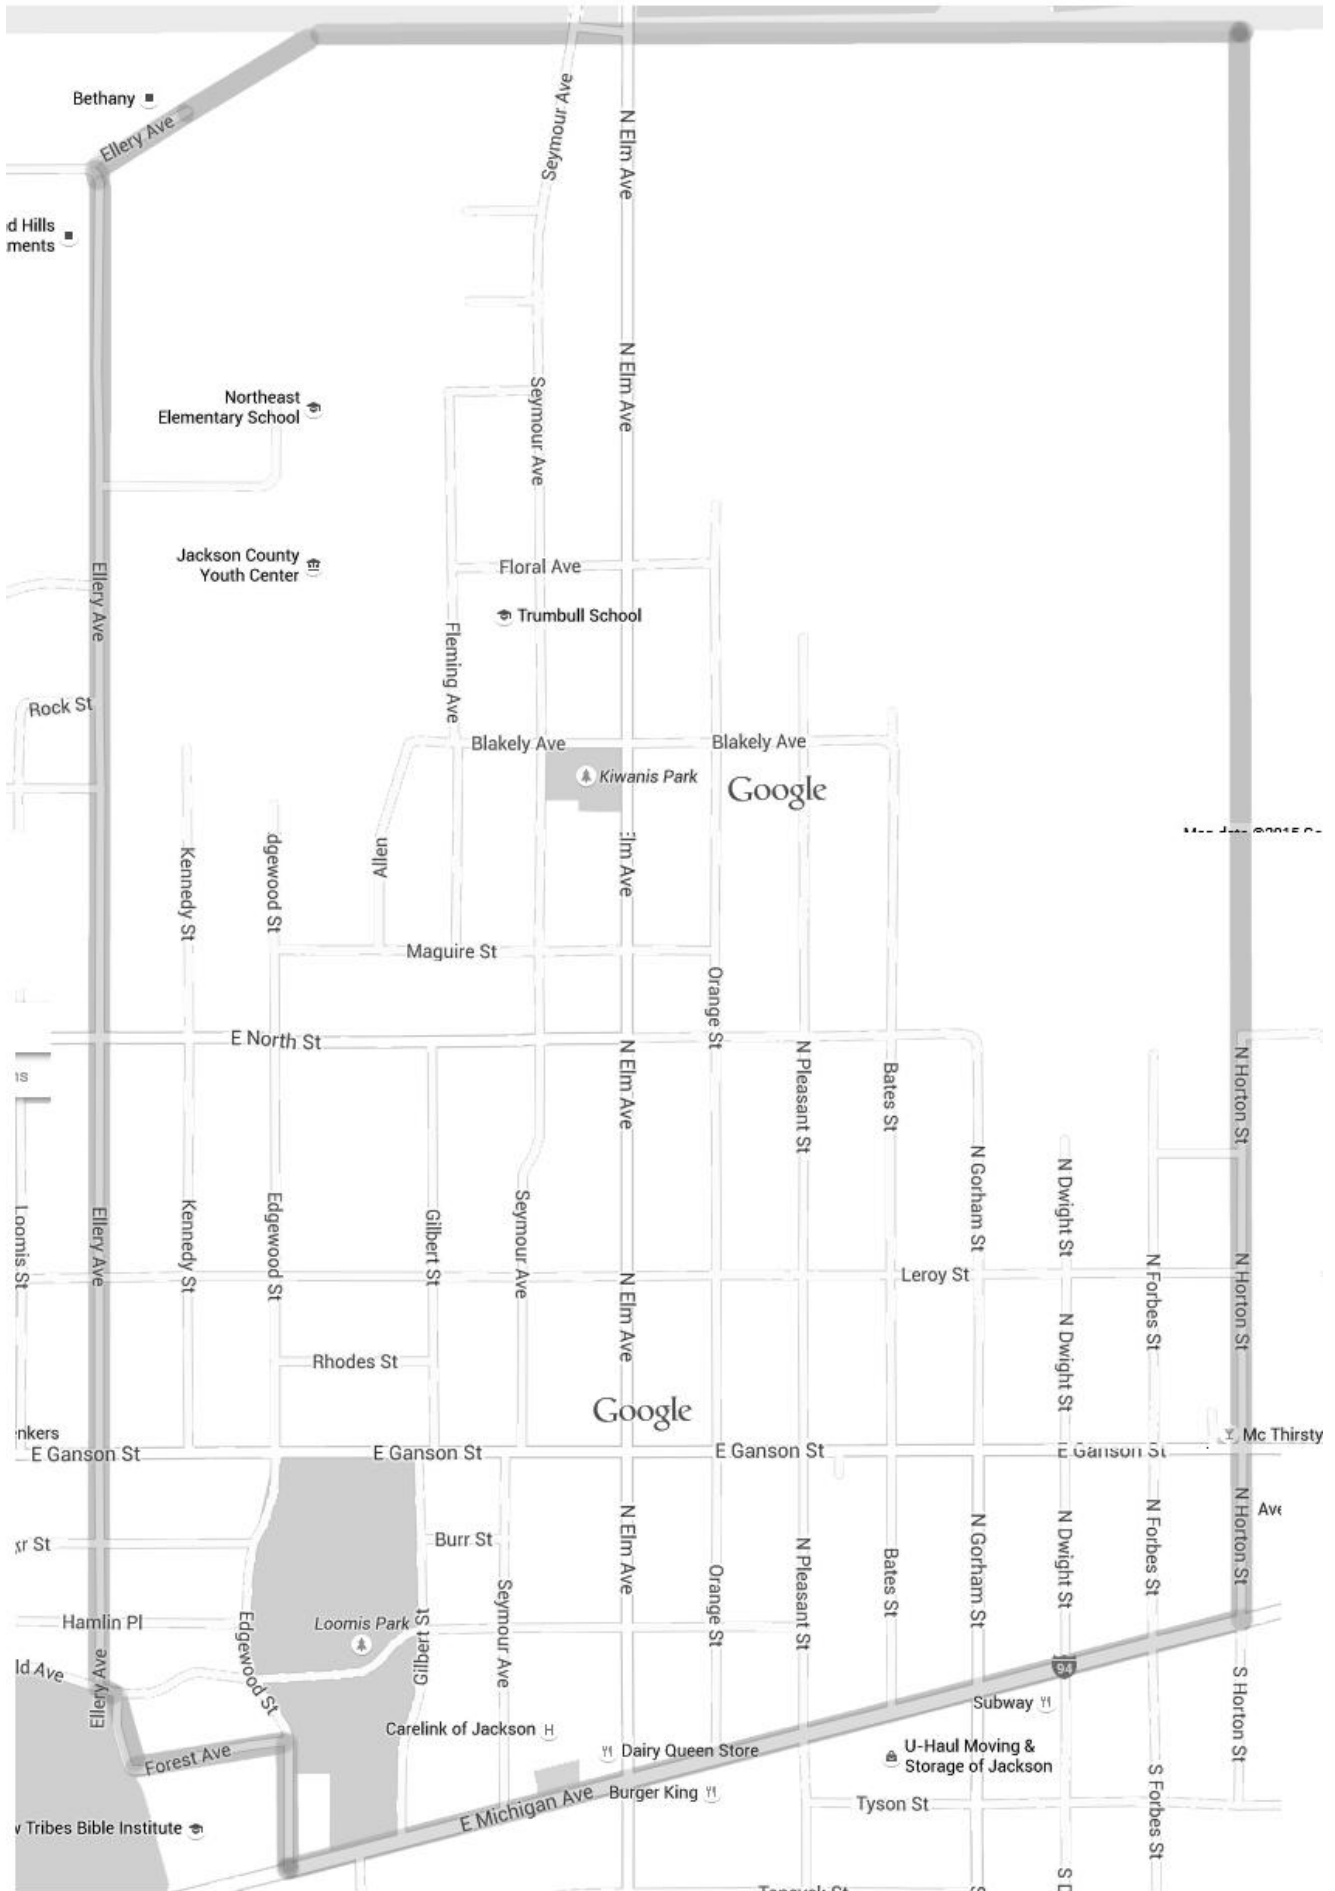 Bethany
Ellery Ave
Seymour Ave
N Elm Ave
d Hills
ments
N Elm Ave
Northeast
Elementary School
Seymour Ave
Jackson County
Youth Center
Floral Ave
Ellery Ave
Trumbull School
Fleming Ave
Rock St
Blakely Ave
Blakely Ave
Kiwanis Park
Google
Kennedy St
dgewood St
Allen
lm Ave
Maguire St
Orange St
E North St
N Elm Ave
N Pleasant St
Bates St
N Horton St
ns
N Gorham St
N Dwight St
Loomis St
Ellery Ave
Kennedy St
Edgewood St
Gilbert St
Seymour Ave
N Elm Ave
Leroy St
N Forbes St
N Horton St
Rhodes St
N Dwight St
Google
nkers
Mc Thirsty
E Ganson St
E Ganson St
E Ganson St
E Ganson St
N Elm Ave
N Pleasant St
Bates St
N Gorham St
N Dwight St
N Forbes St
N Horton St
Ave
r St
Burr St
Orange St
Seymour Ave
Hamlin Pl
Edgewood St
Loomis Park
Gilbert St
ld Ave
Ellery Ave
94
S Horton St
Subway
Carelink of Jackson H
Dairy Queen Store
U-Haul Moving &
Storage of Jackson
Forest Ave
Burger King
E Michigan Ave
Tyson St
S Forbes St
Tribes Bible Institute